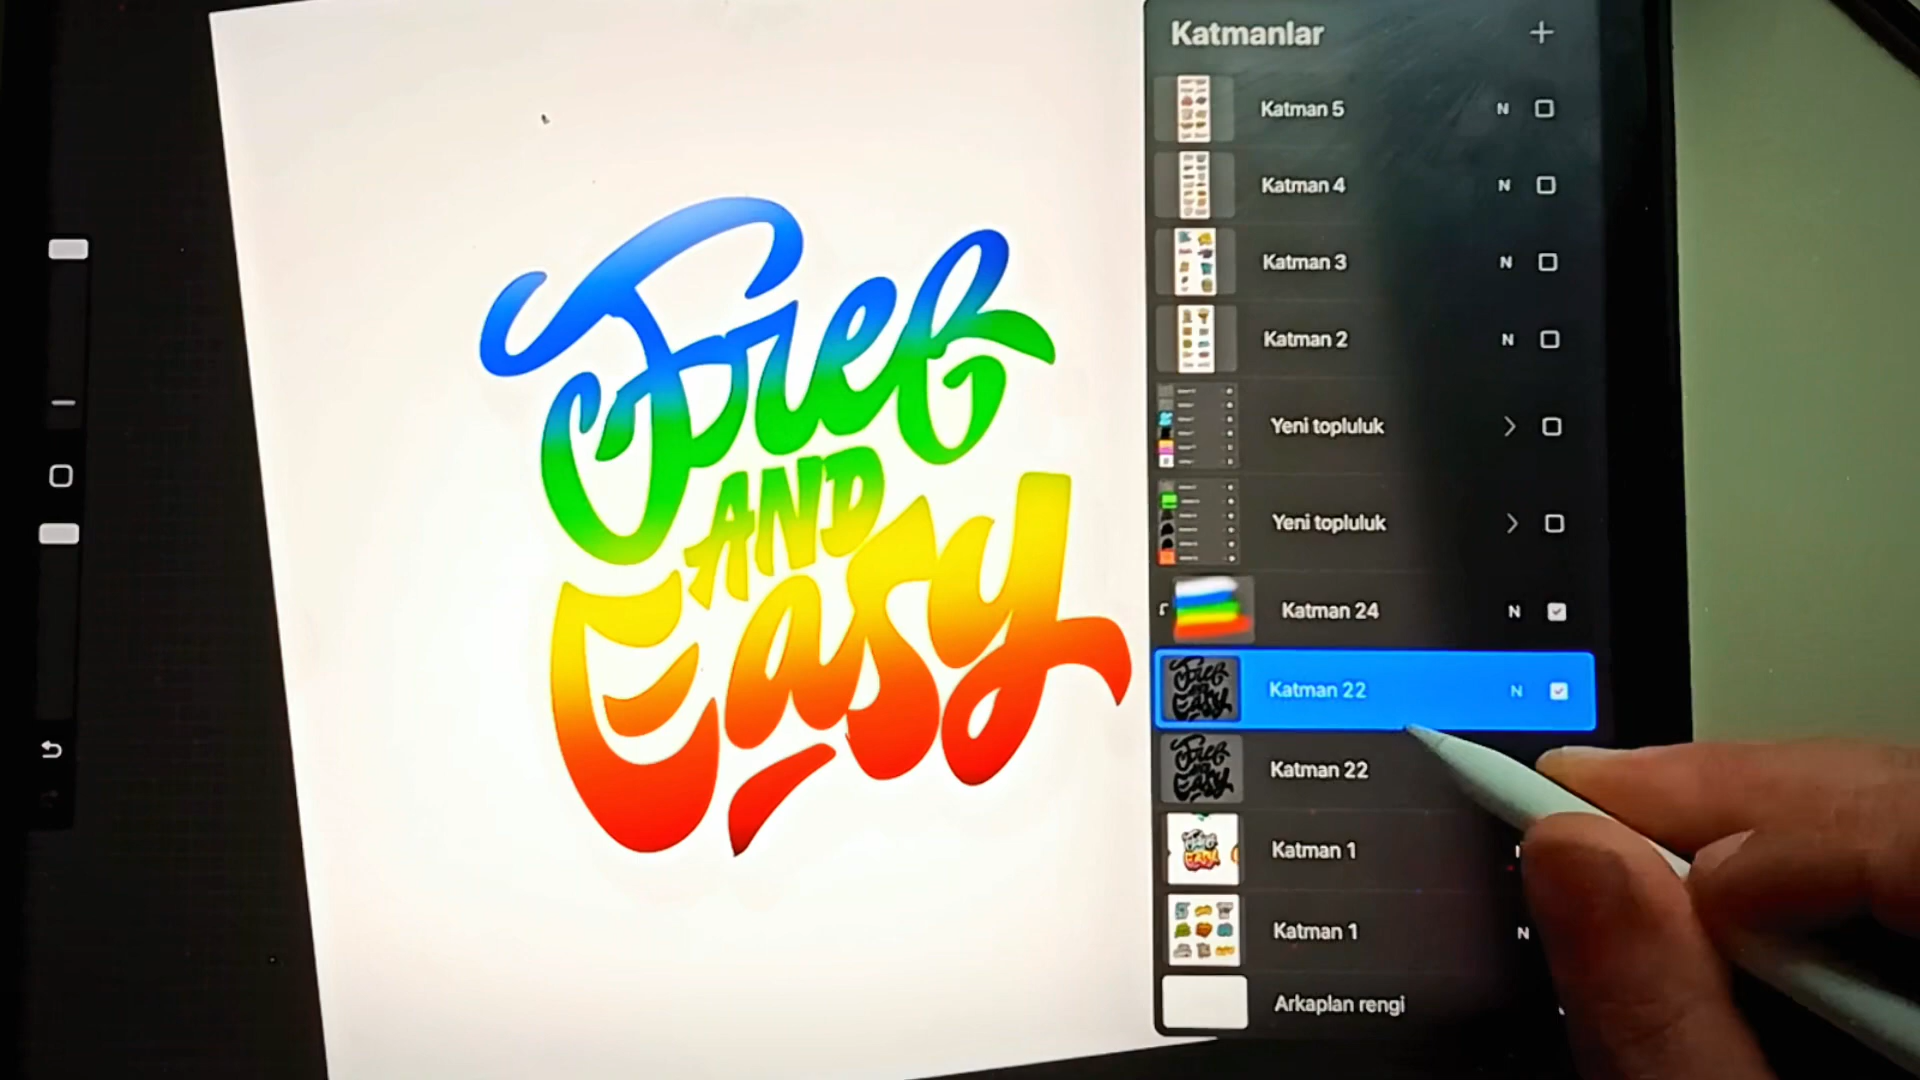 Free
AND
Easy
Katmanlar
Katman 5 N
Katman 4 N
Katman 3 N
Katman 2 N
Yeni topluluk
Yeni topluluk
Katman 24 N
Katman 22 N
Katman 22
Katman 1
Katman 1 N
Arkaplan rengi